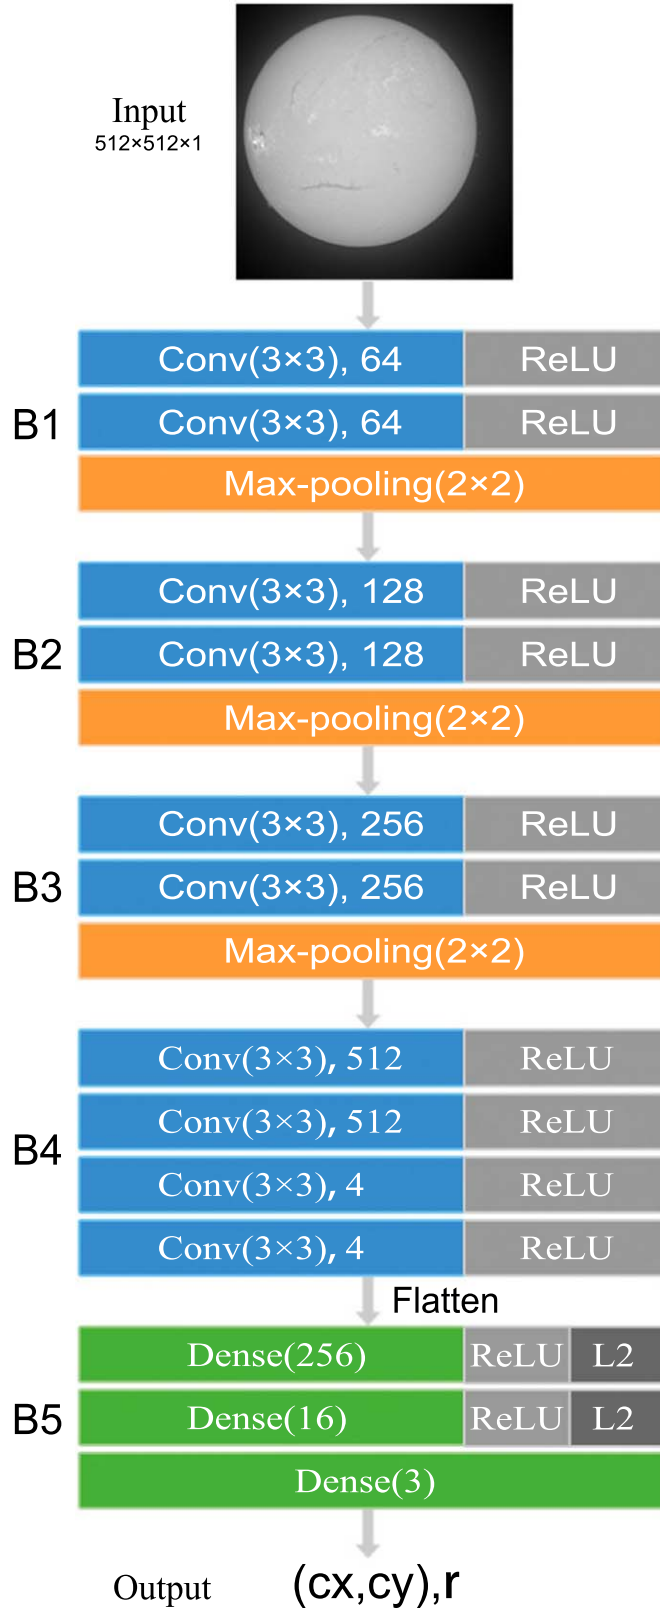 Input
512×512×1
Conv(3×3), 64 ReLU
B1 Conv(3×3), 64 ReLU
Max-pooling(2×2)
Conv(3×3), 128 ReLU
B2 Conv(3×3), 128 ReLU
Max-pooling(2×2)
Conv(3×3), 256 ReLU
B3 Conv(3×3), 256 ReLU
Max-pooling(2×2)
Conv(3×3), 512 ReLU
B4 Conv(3×3), 512 ReLU
Conv(3×3), 4 ReLU
Conv(3×3), 4 ReLU
Flatten
Dense(256) ReLU L2
B5 Dense(16) ReLU L2
Dense(3)
Output (cx,cy),r